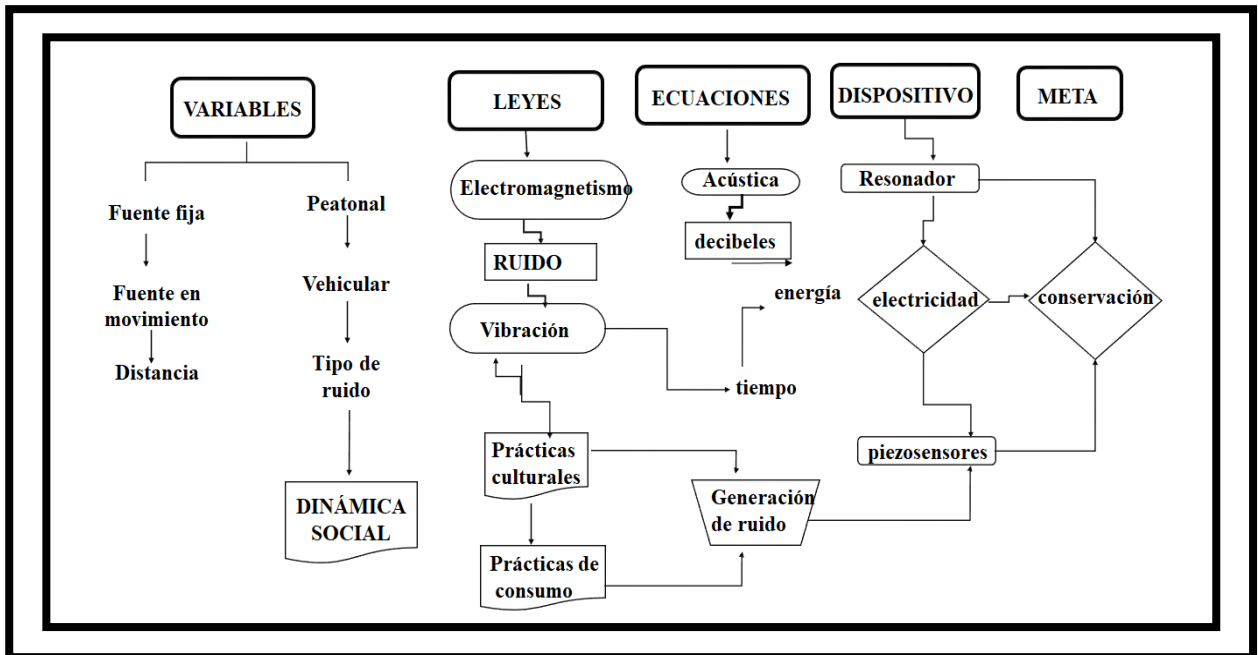 VARIABLES
LEYES
ECUACIONES
DISPOSITIVO
META
Fuente fija
Fuente en
movimiento
Distancia
Peatonal
Vehicular
Tipo de
ruido
DINÁMICA
SOCIAL
Electromagnetismo
RUIDO
Vibración
Prácticas
culturales
Prácticas de
consumo
Acústica
decibeles
energía
tiempo
Generación
de ruido
Resonador
electricidad
piezosensores
conservación